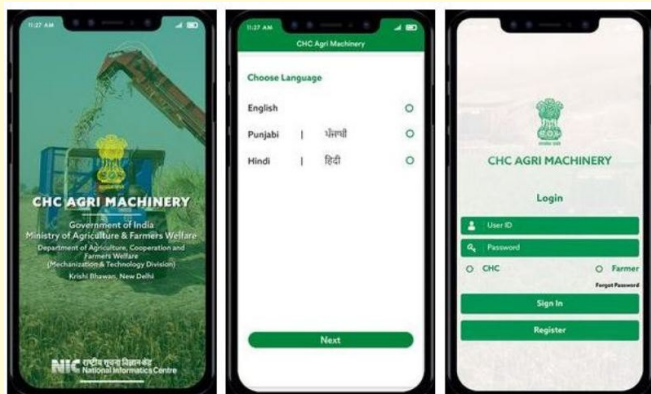 11:27 AM
CHC AGRI MACHINERY
Government of India
Ministry of Agriculture & Farmers Welfare
Department of Agriculture, Cooperation and
Farmers Welfare
(Mechanization & Technology Division)
Krishi Bhawan, New Delhi
NIC राष्ट्रीय सूचना विज्ञान केंद्र
National Informatics Centre
11:27 AM
CHC Agri Machinery
Choose Language
English
Punjabi | ਪੰਜਾਬੀ
Hindi | हिंदी
Next
CHC AGRI MACHINERY
Login
User ID
Password
CHC Farmer
Forgot Password
Sign In
Register